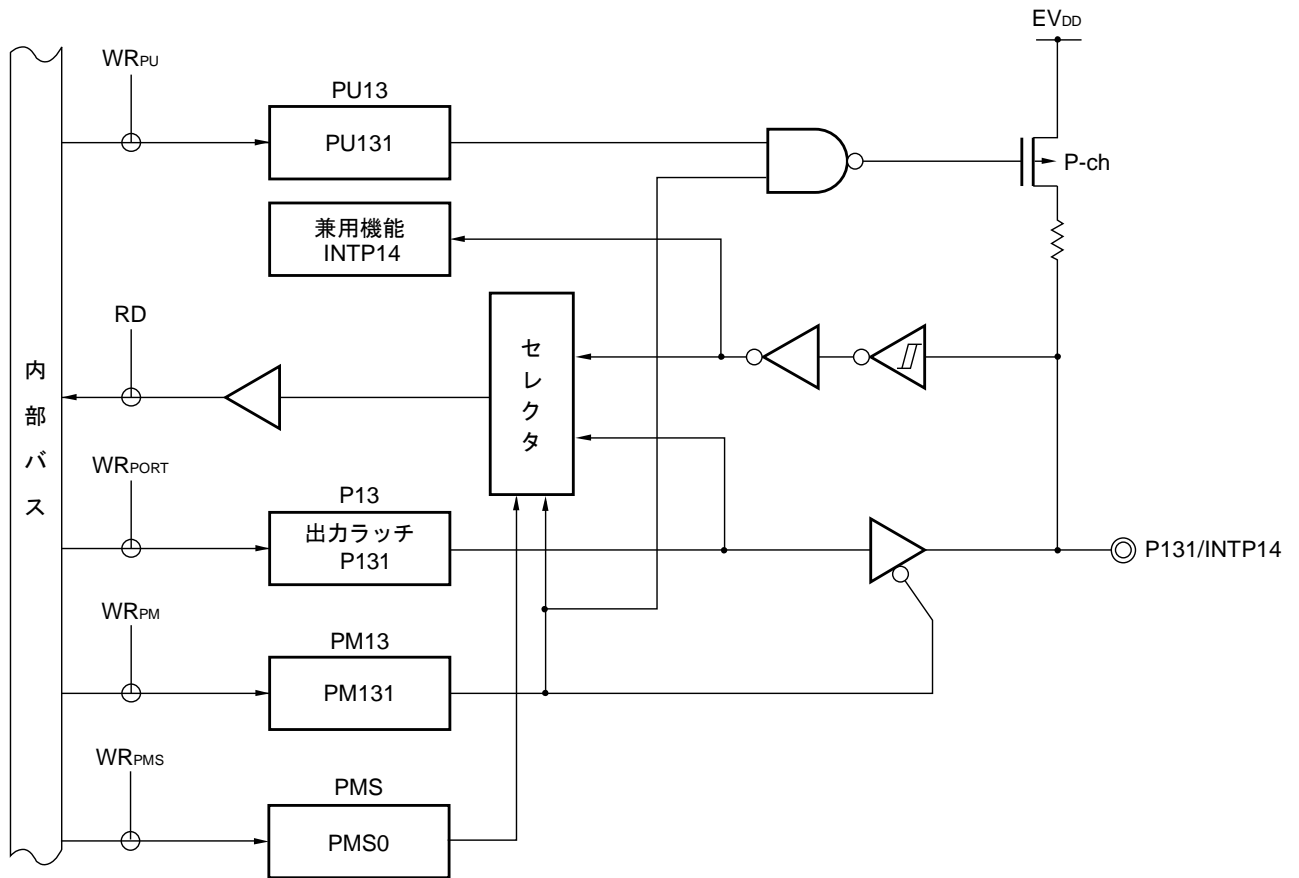 EVDD
WRPU
PU13
PU131
P-ch
兼用機能
INTP14
RD
セレクタ
内部バス
WRPORT
P13
出力ラッチ
P131
P131/INTP14
WRPM
PM13
PM131
WRPMS
PMS
PMS0